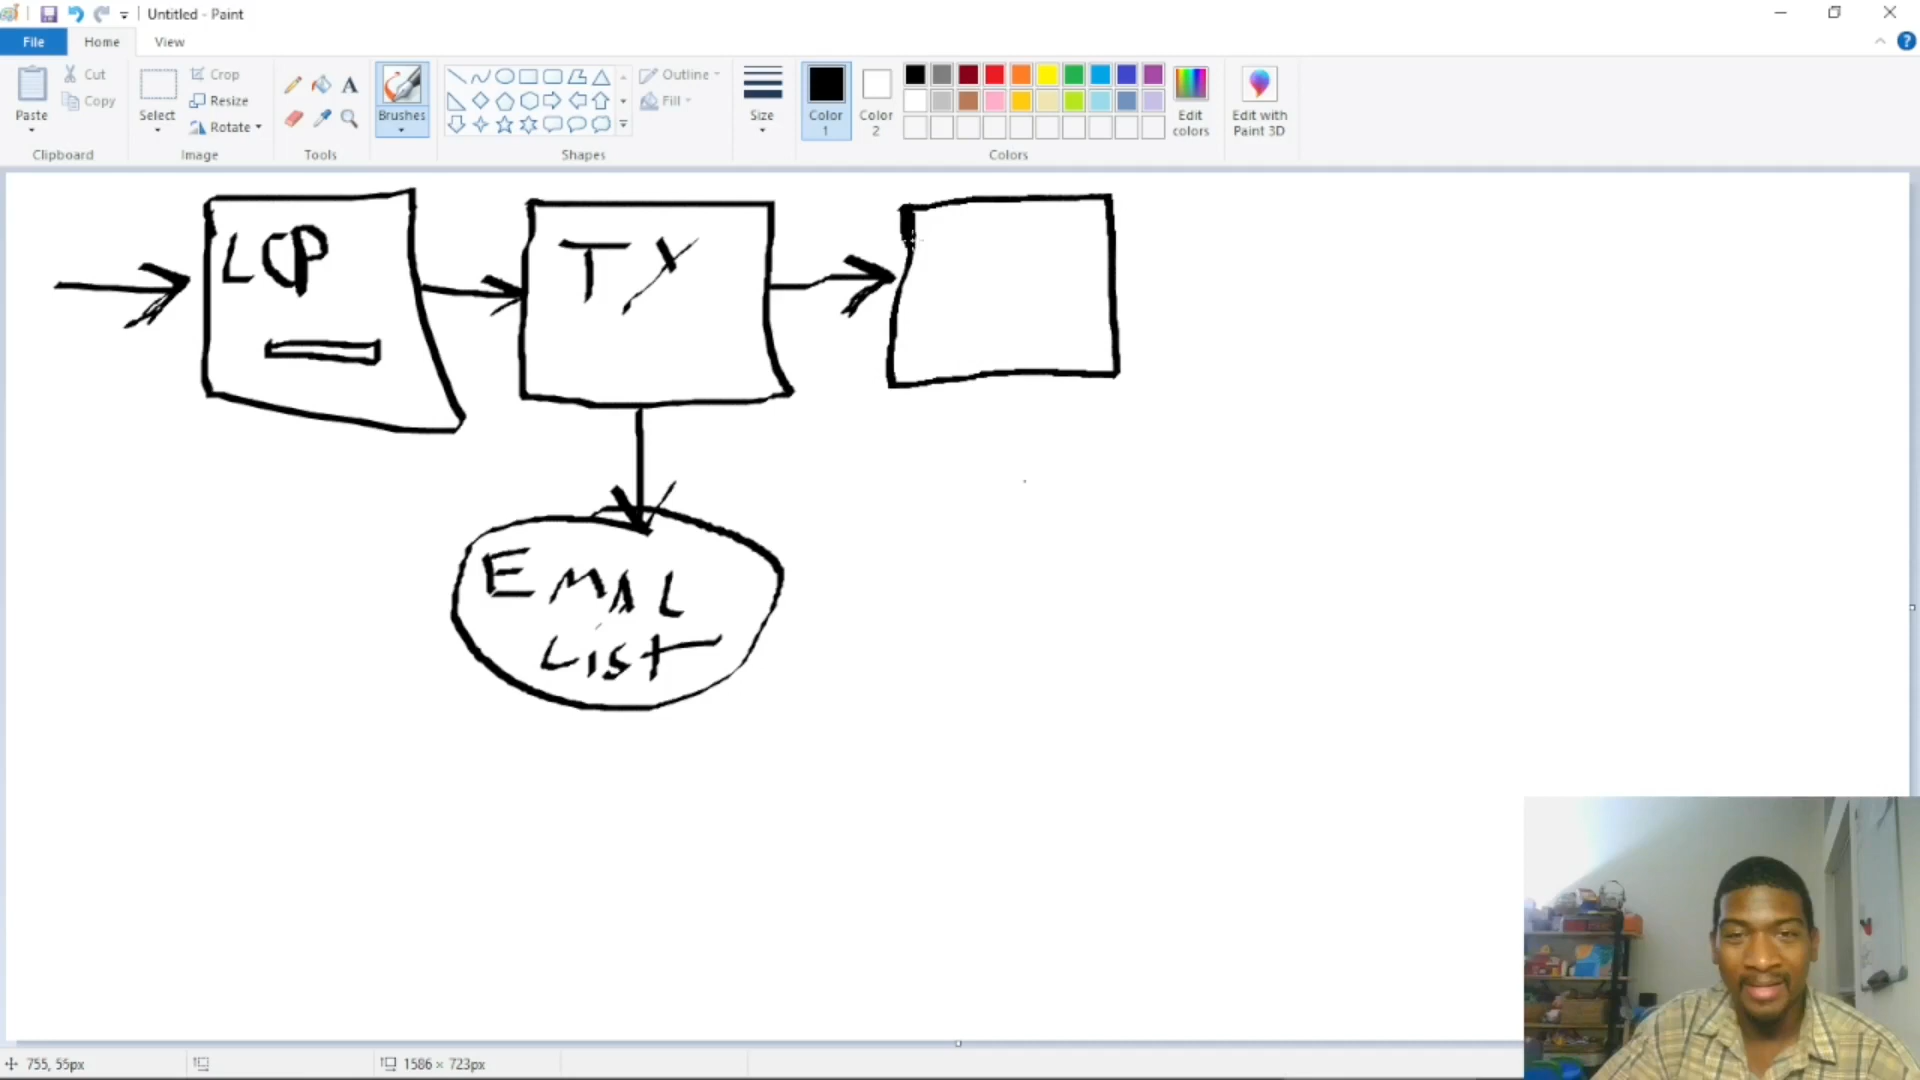 Untitled - Paint
File Home View
Paste
Cut
Copy
Clipboard
Select
Crop
Resize
Rotate
Image
Tools
Brushes
Shapes
Outline
Fill
Size
Color 1
Color 2
Colors
Edit colors
Edit with Paint 3D
LCP
TY
EMAIL
LIST
755, 55px
1586 × 723px